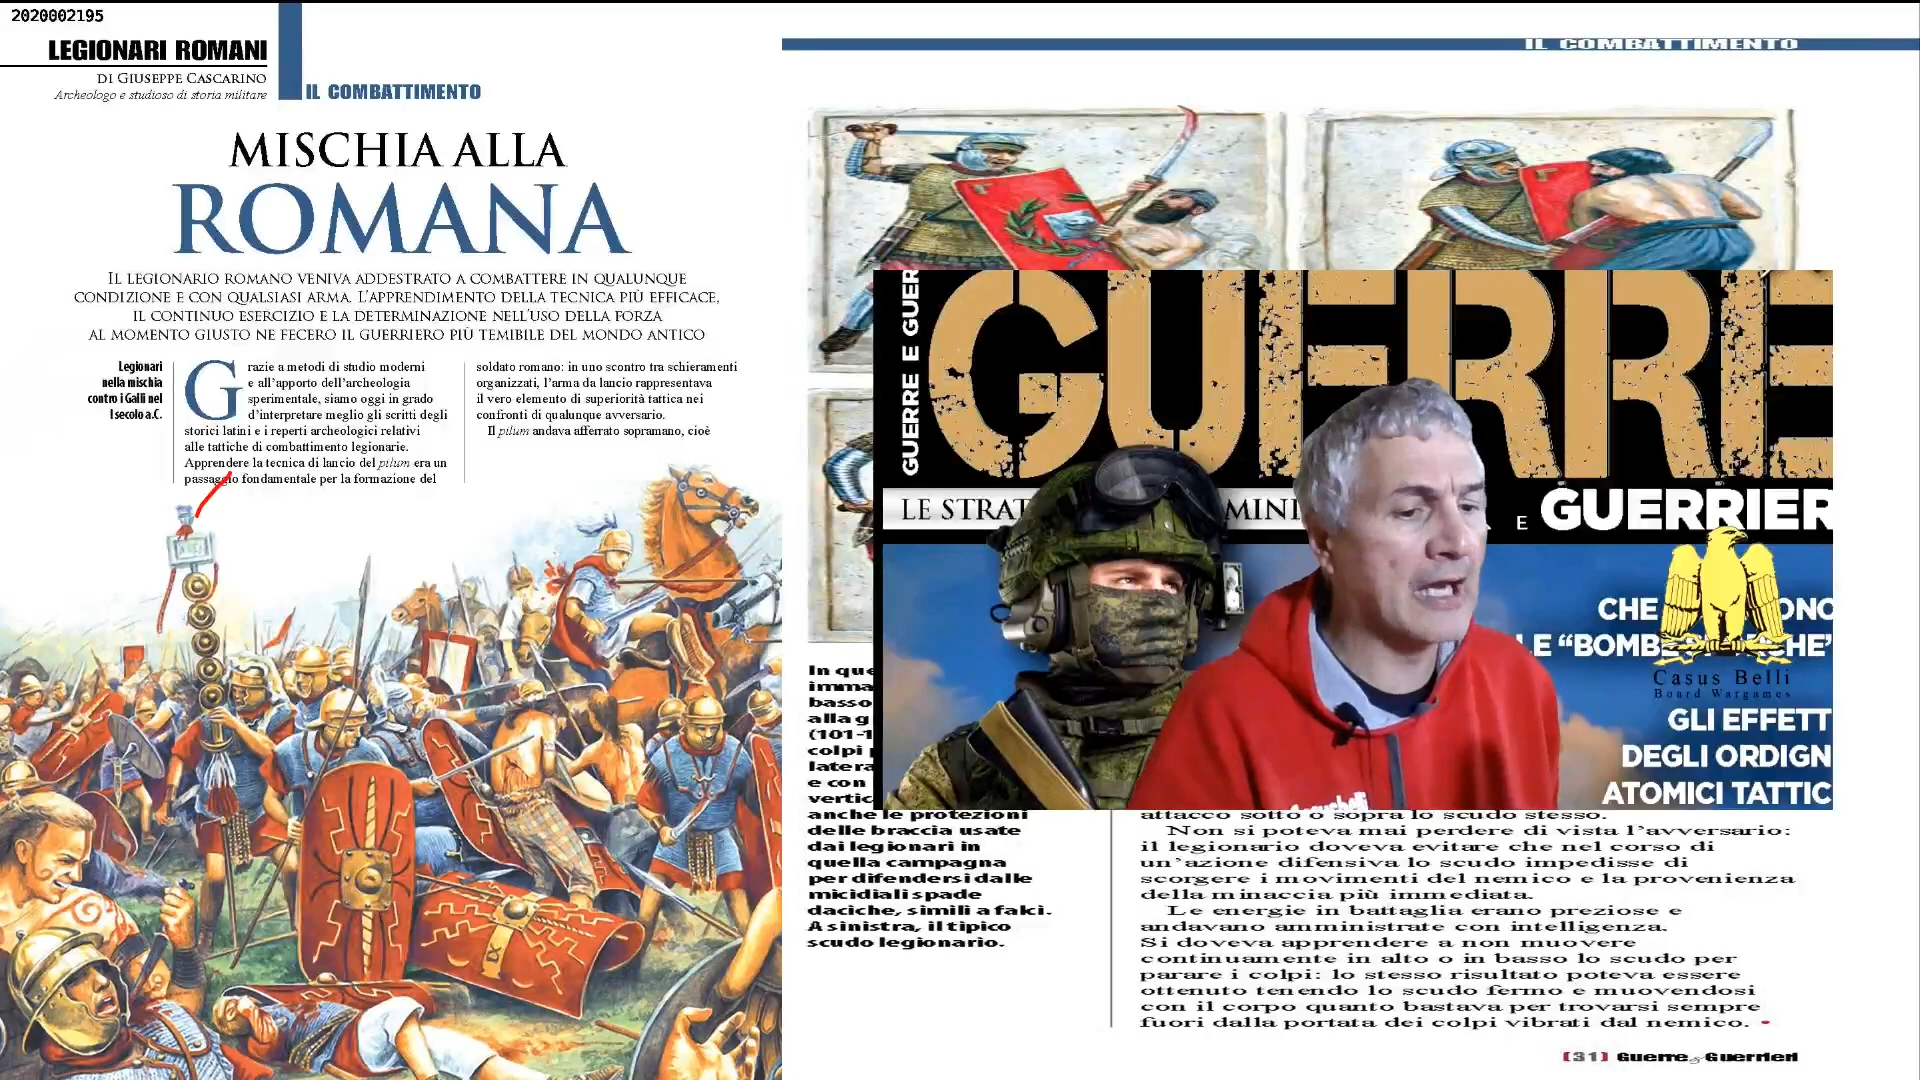 2020002195
LEGIONARI ROMANI
DI GIUSEPPE CASCARINO
Archeologo e studioso di storia militare
IL COMBATTIMENTO
MISCHIA ALLA
ROMANA
IL LEGIONARIO ROMANO VENIVA ADDESTRATO A COMBATTERE IN QUALUNQUE
CONDIZIONE E CON QUALSIASI ARMA. L'APPRENDIMENTO DELLA TECNICA PIÙ EFFICACE,
IL CONTINUO ESERCIZIO E LA DETERMINAZIONE NELL'USO DELLA FORZA
AL MOMENTO GIUSTO NE FECERO IL GUERRIERO PIÙ TEMIBILE DEL MONDO ANTICO
Legionari
nella mischia
contro i Galli nel
I secolo a.C.
Grazie a metodi di studio moderni
e all'apporto dell'archeologia
sperimentale, siamo oggi in grado
d'interpretare meglio gli scritti degli
storici latini e i reperti archeologici relativi
alle tattiche di combattimento legionarie.
Apprendere la tecnica di lancio del pilum era un
passaggio fondamentale per la formazione del
soldato romano: in uno scontro tra schieramenti
organizzati, l'arma da lancio rappresentava
il vero elemento di superiorità tattica nei
confronti di qualunque avversario.
Il pilum andava afferrato sopramano, cioè
IL COMBATTIMENTO
GUERRE E GUER
GUERRE
LE STRAT
MINI
E GUERRIER
CHE
ONO
LE "BOMB
CHE"
Casus Belli
Board Wargames
GLI EFFETT
DEGLI ORDIGN
ATOMICI TATTIC
In que
imma
basso
alla g
(101-1
colpi
latera
e con
vertic
anche le protezioni
delle braccia usate
dai legionari in
quella campagna
per difendersi dalle
micidiali spade
daciche, simili a falci.
A sinistra, il tipico
scudo legionario.
attacco sotto o sopra lo scudo stesso.
Non si poteva mai perdere di vista l'avversario:
il legionario doveva evitare che nel corso di
un'azione difensiva lo scudo impedisse di
scorgere i movimenti del nemico e la provenienza
della minaccia più immediata.
Le energie in battaglia erano preziose e
andavano amministrate con intelligenza.
Si doveva apprendere a non muovere
continuamente in alto o in basso lo scudo per
parare i colpi: lo stesso risultato poteva essere
ottenuto tenendo lo scudo fermo e muovendosi
con il corpo quanto bastava per trovarsi sempre
fuori dalla portata dei colpi vibrati dal nemico.
(31) Guerre & Guerrieri